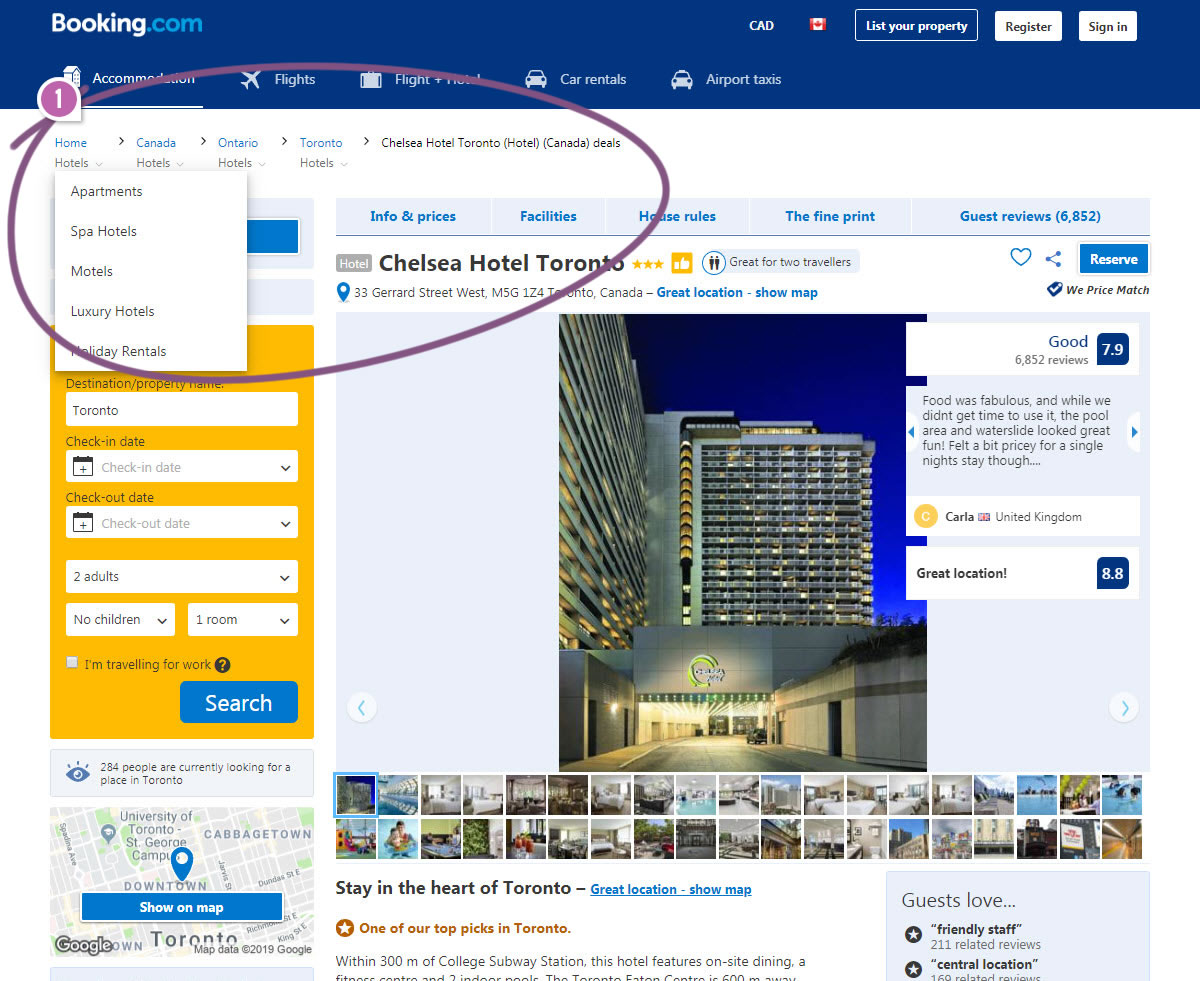 Booking.com
CAD
List your property
Register
Sign in
Accommodation
Flights
Flight + Hotel
Car rentals
Airport taxis
1
Home
Canada
Ontario
Toronto
Chelsea Hotel Toronto (Hotel) (Canada) deals
Hotels
Hotels
Hotels
Hotels
Apartments
Spa Hotels
Motels
Luxury Hotels
Holiday Rentals
Destination/property name:
Toronto
Check-in date
Check-in date
Check-out date
Check-out date
2 adults
No children
1 room
I'm travelling for work ?
Search
284 people are currently looking for a
place in Toronto
University of
Toronto -
St. George
Campus
CABBAGETOWN
Spadina Ave
Jarvis St
Dundas St E
DOWNTOWN
Show on map
Toronto
King St E
Google
Map data ©2019 Google
Info & prices
Facilities
House rules
The fine print
Guest reviews (6,852)
Hotel Chelsea Hotel Toronto
Great for two travellers
Reserve
33 Gerrard Street West, M5G 1Z4 Toronto, Canada – Great location - show map
We Price Match
Good
6,852 reviews
7.9
Food was fabulous, and while we
didnt get time to use it, the pool
area and waterslide looked great
fun! Felt a bit pricey for a single
nights stay though....
C Carla United Kingdom
Great location! 8.8
CHELSEA
Stay in the heart of Toronto – Great location - show map
One of our top picks in Toronto.
Within 300 m of College Subway Station, this hotel features on-site dining, a
fitness centre and 2 indoor pools. The Toronto Eaton Centre is 600 m away.
Guests love...
“friendly staff”
211 related reviews
“central location”
169 related reviews